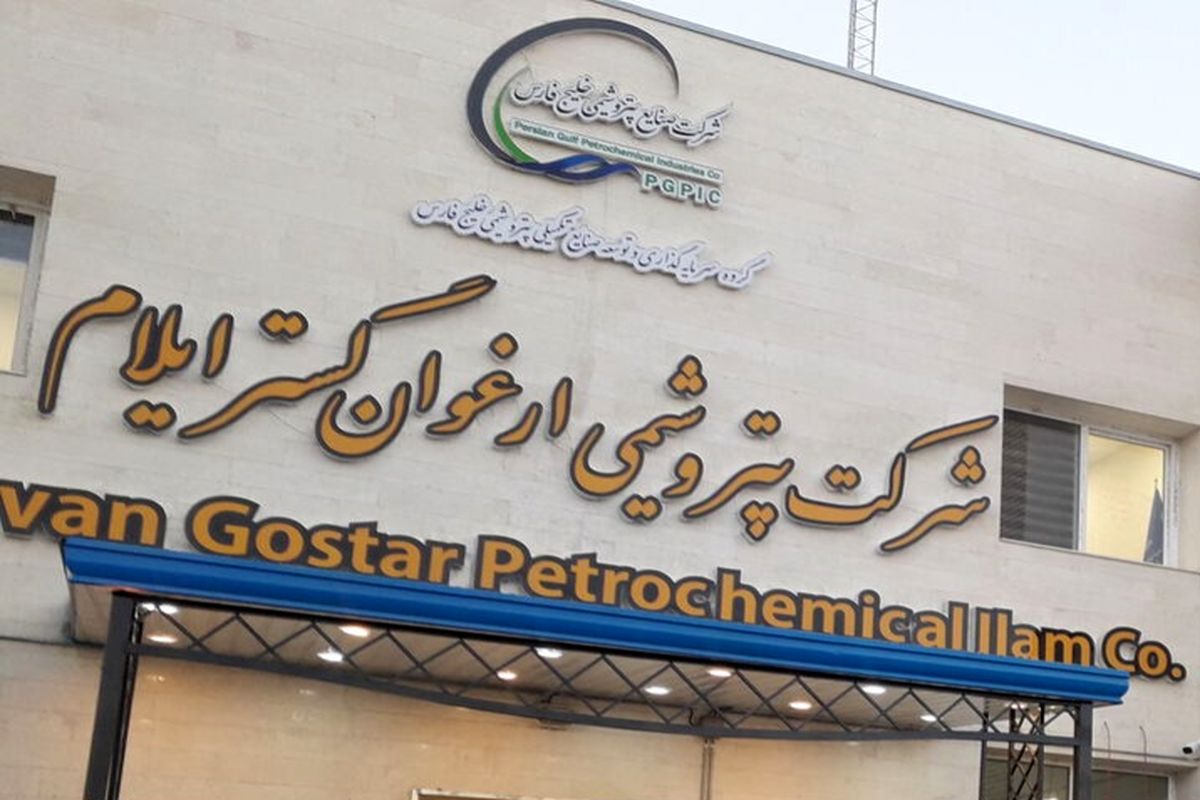 شرکت صنایع پتروشیمی خلیج فارس
Persian Gulf Petrochemical Industries Co
PGPIC
گروه سرمایه گذاری و توسعه صنایع تکمیلی پتروشیمی خلیج فارس
شرکت پتروشیمی ارغوان گستر ایلام
van Gostar Petrochemical Ilam Co.